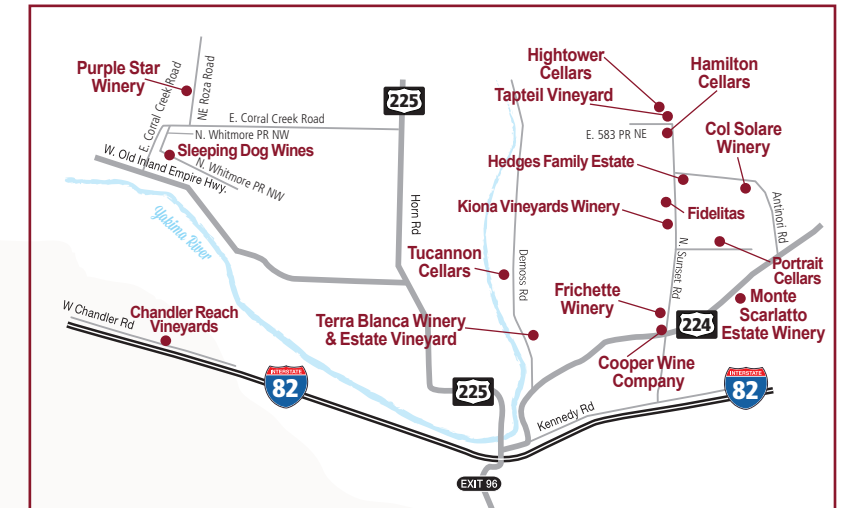 Purple Star
Winery
NE Roza Road
E. Corral Creek Road
E. Corral Creek Road
N. Whitmore PR NW
Sleeping Dog Wines
N. Whitmore PR NW
W. Old Inland Empire Hwy.
Yakima River
225
Horn Rd
Hightower
Cellars
Tapteil Vineyard
Hamilton
Cellars
E. 583 PR NE
Col Solare
Winery
Hedges Family Estate
Kiona Vineyards Winery
Fidelitas
Antinori Rd
N. Sunset Rd
Portrait
Cellars
Tucannon
Cellars
Demoss Rd
Frichette
Winery
Monte
Scarlatto
Estate Winery
224
W Chandler Rd
Chandler Reach
Vineyards
Terra Blanca Winery
& Estate Vineyard
Cooper Wine
Company
INTERSTATE
82
225
INTERSTATE
82
Kennedy Rd
EXIT 96